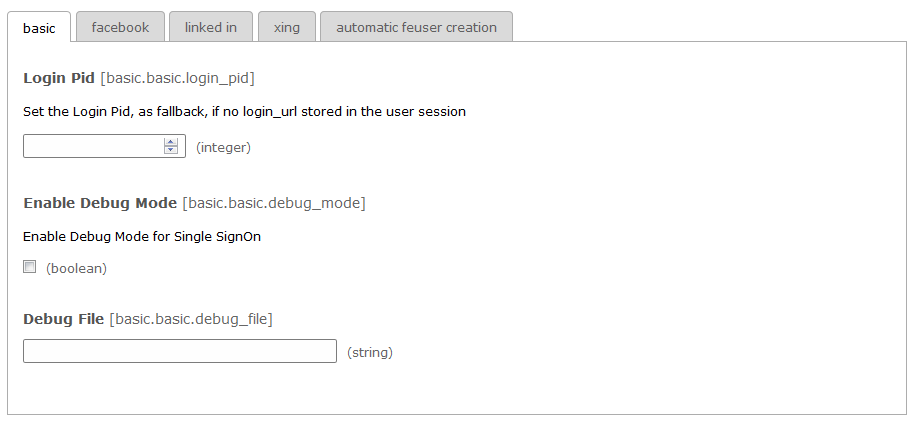 basic facebook linked in xing automatic feuser creation
Login Pid [basic.basic.login_pid]
Set the Login Pid, as fallback, if no login_url stored in the user session
(integer)
Enable Debug Mode [basic.basic.debug_mode]
Enable Debug Mode for Single SignOn
(boolean)
Debug File [basic.basic.debug_file]
(string)